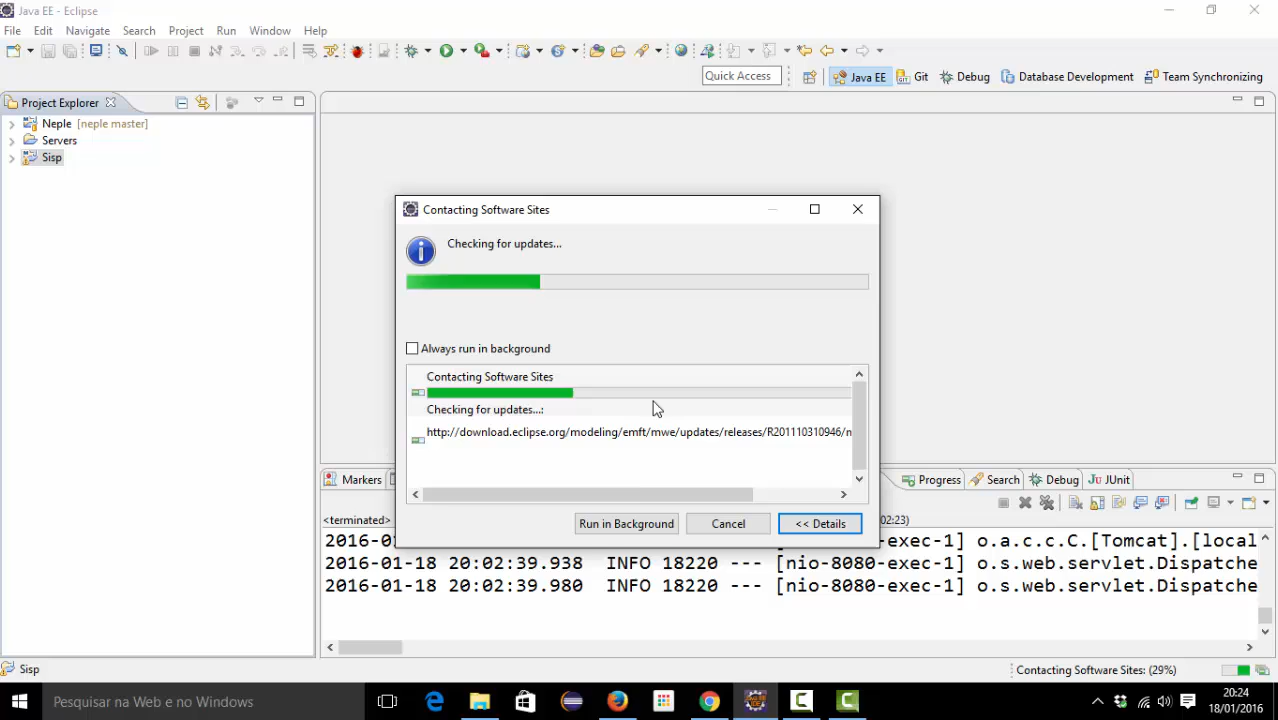 Java EE - Eclipse
File Edit Navigate Search Project Run Window Help
Quick Access Java EE Git Debug Database Development Team Synchronizing
Project Explorer
Neple [neple master]
Servers
Sisp
Contacting Software Sites
Checking for updates...
Always run in background
Contacting Software Sites
Checking for updates...:
http://download.eclipse.org/modeling/emft/mwe/updates/releases/R201110310946/
Run in Background Cancel << Details
Markers Progress Search Debug JUnit
<terminated> 02:23)
2016-0 -exec-1] o.a.c.c.C.[Tomcat].[local
2016-01-18 20:02:39.938 INFO 18220 --- [nio-8080-exec-1] o.s.web.servlet.Dispatche
2016-01-18 20:02:39.980 INFO 18220 --- [nio-8080-exec-1] o.s.web.servlet.Dispatche
Sisp Contacting Software Sites: (29%)
Pesquisar na Web e no Windows
20:24
18/01/2016